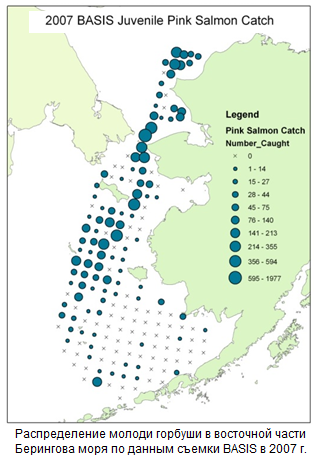 2007 BASIS Juvenile Pink Salmon Catch
Legend
Pink Salmon Catch
Number_Caught
0
1 - 14
15 - 27
28 - 44
45 - 75
76 - 140
141 - 213
214 - 355
356 - 594
595 - 1977
Распределение молоди горбуши в восточной части
Берингова моря по данным съемки BASIS в 2007 г.